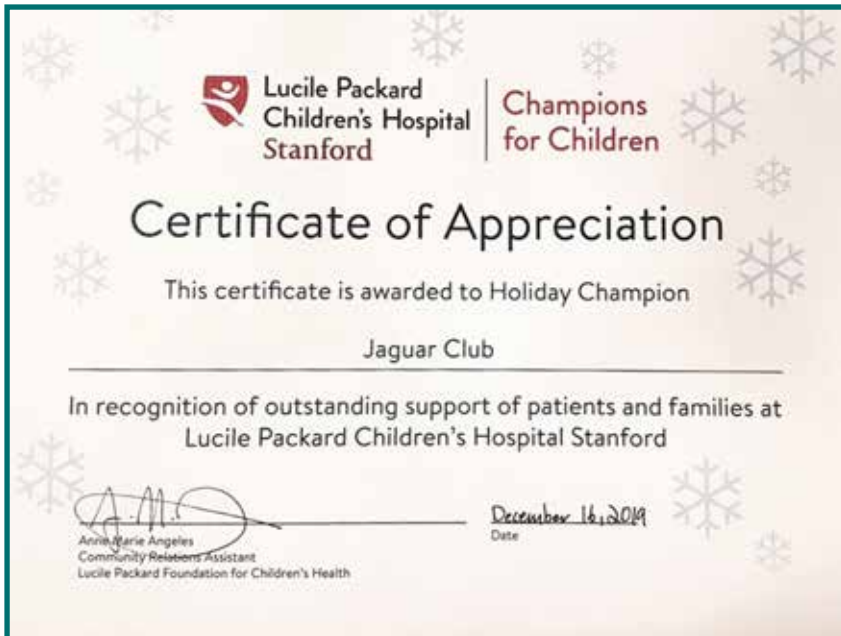 Lucile Packard
Children's Hospital
Stanford
Champions
for Children
Certificate of Appreciation
This certificate is awarded to Holiday Champion
Jaguar Club
In recognition of outstanding support of patients and families at
Lucile Packard Children's Hospital Stanford
December 16, 2019
Date
Anne Marie Angeles
Community Relations Assistant
Lucile Packard Foundation for Children's Health